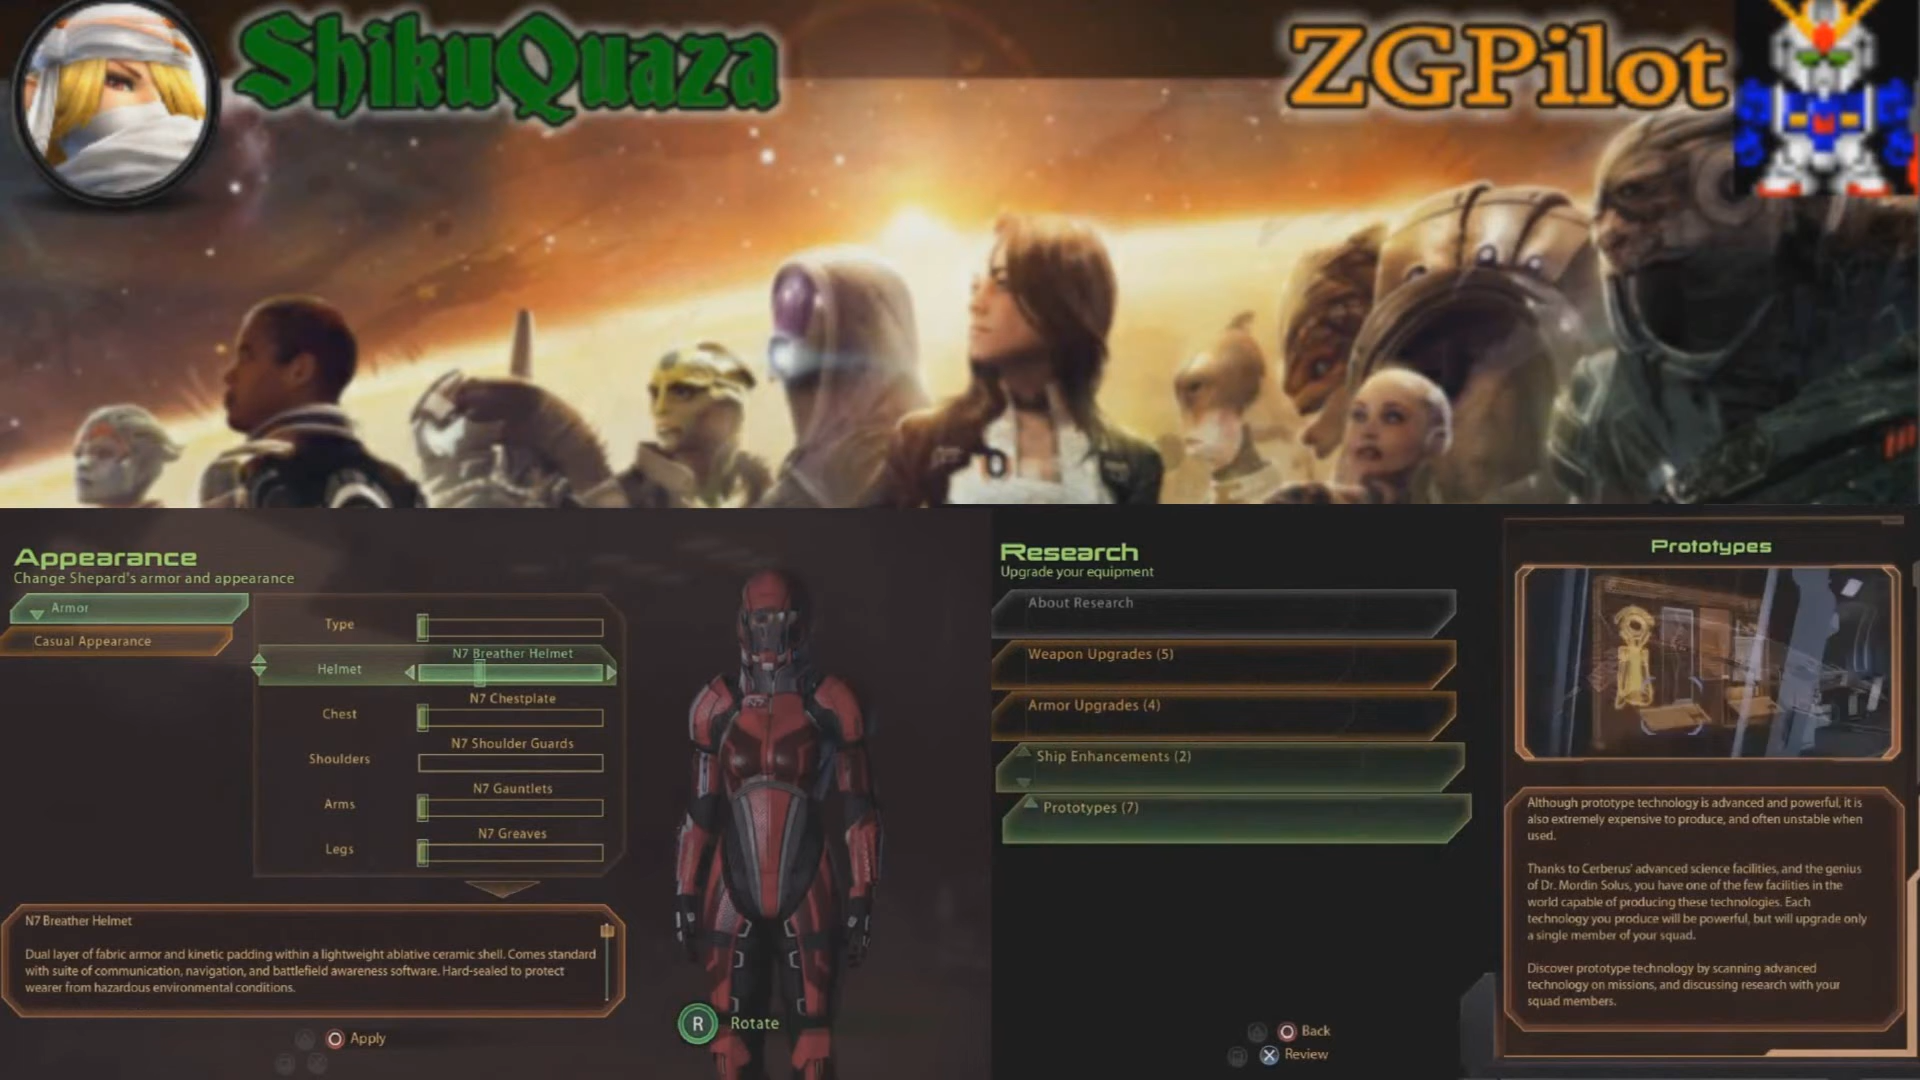 ShikuQuaza
ZGPilot
Appearance
Change Shepard's armor and appearance
Armor
Casual Appearance
Type
N7 Breather Helmet
Helmet
N7 Chestplate
Chest
N7 Shoulder Guards
Shoulders
N7 Gauntlets
Arms
N7 Greaves
Legs
N7 Breather Helmet
Dual layer of fabric armor and kinetic padding within a lightweight ablative ceramic shell. Comes standard
with suite of communication, navigation, and battlefield awareness software. Hard-sealed to protect
wearer from hazardous environmental conditions.
Apply
R Rotate
N7
Research
Upgrade your equipment
About Research
Weapon Upgrades (5)
Armor Upgrades (4)
Ship Enhancements (2)
Prototypes (7)
Back
Review
Prototypes
Although prototype technology is advanced and powerful, it is
also extremely expensive to produce, and often unstable when
used.
Thanks to Cerberus' advanced science facilities, and the genius
of Dr. Mordin Solus, you have one of the few facilities in the
world capable of producing these technologies. Each
technology you produce will be powerful, but will upgrade only
a single member of your squad.
Discover prototype technology by scanning advanced
technology on missions, and discussing research with your
squad members.